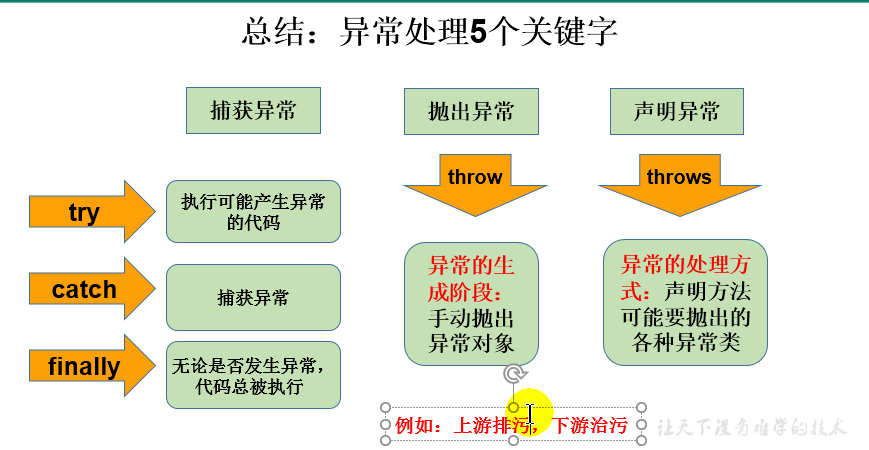 总结：异常处理5个关键字
捕获异常
抛出异常
声明异常
try
执行可能产生异常
的代码
catch
捕获异常
finally
无论是否发生异常，
代码总被执行
throw
异常的生
成阶段：
手动抛出
异常对象
throws
异常的处理方
式：声明方法
可能要抛出的
各种异常类
例如：上游排污，下游治污
让天下没有难学的技术